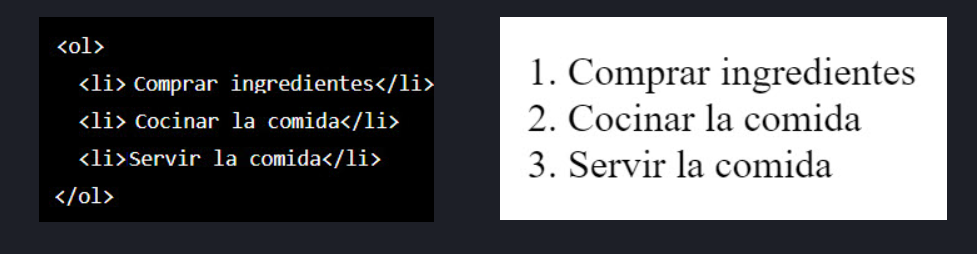 <ol>
<li> Comprar ingredientes</li>
<li> Cocinar la comida</li>
<li>Servir la comida</li>
</ol>
1. Comprar ingredientes
2. Cocinar la comida
3. Servir la comida